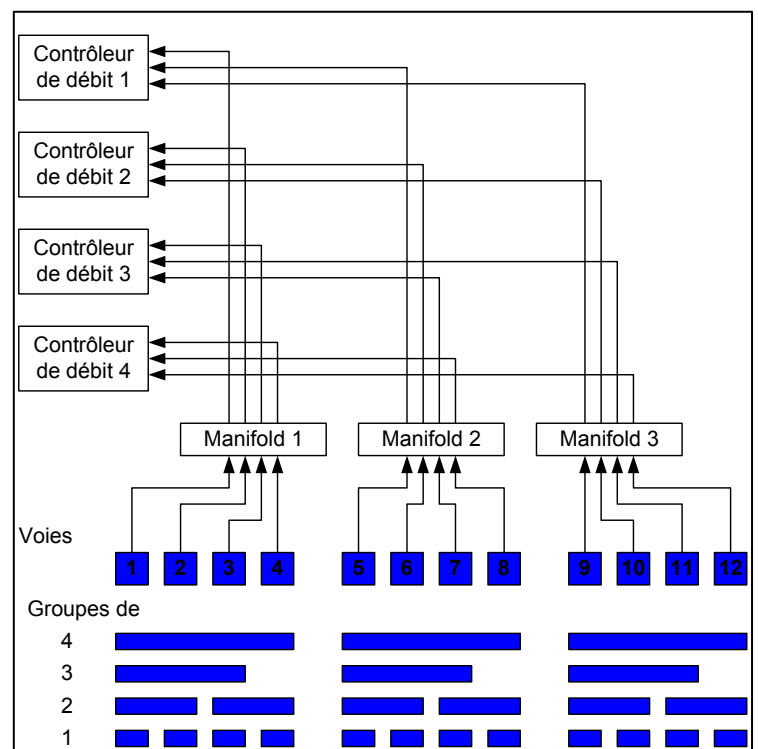 Contrôleur
de débit 1
Contrôleur
de débit 2
Contrôleur
de débit 3
Contrôleur
de débit 4
Manifold 1 Manifold 2 Manifold 3
Voies
1 2 3 4 5 6 7 8 9 10 11 12
Groupes de
4
3
2
1